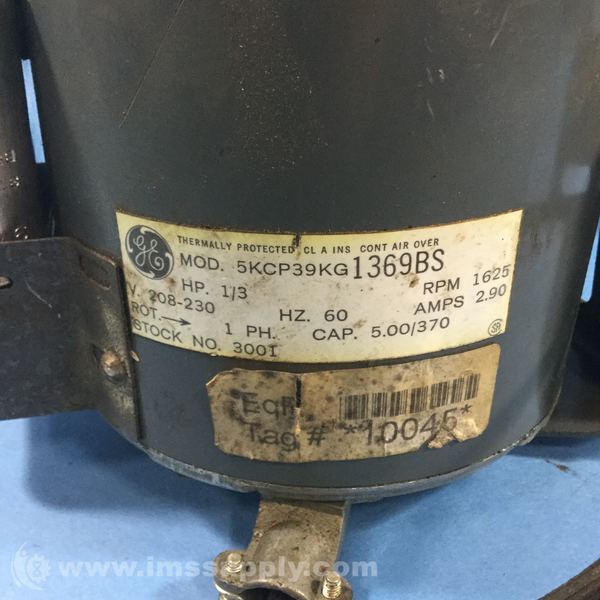 GE
THERMALLY PROTECTED CL A INS CONT AIR OVER
MOD. 5KCP39KG1369BS
HP. 1/3 RPM 1625
V. 208-230 HZ. 60 AMPS 2.90
ROT. → 1 PH. CAP. 5.00/370
STOCK NO. 3001
Tag # *10045*
www.imssupply.com